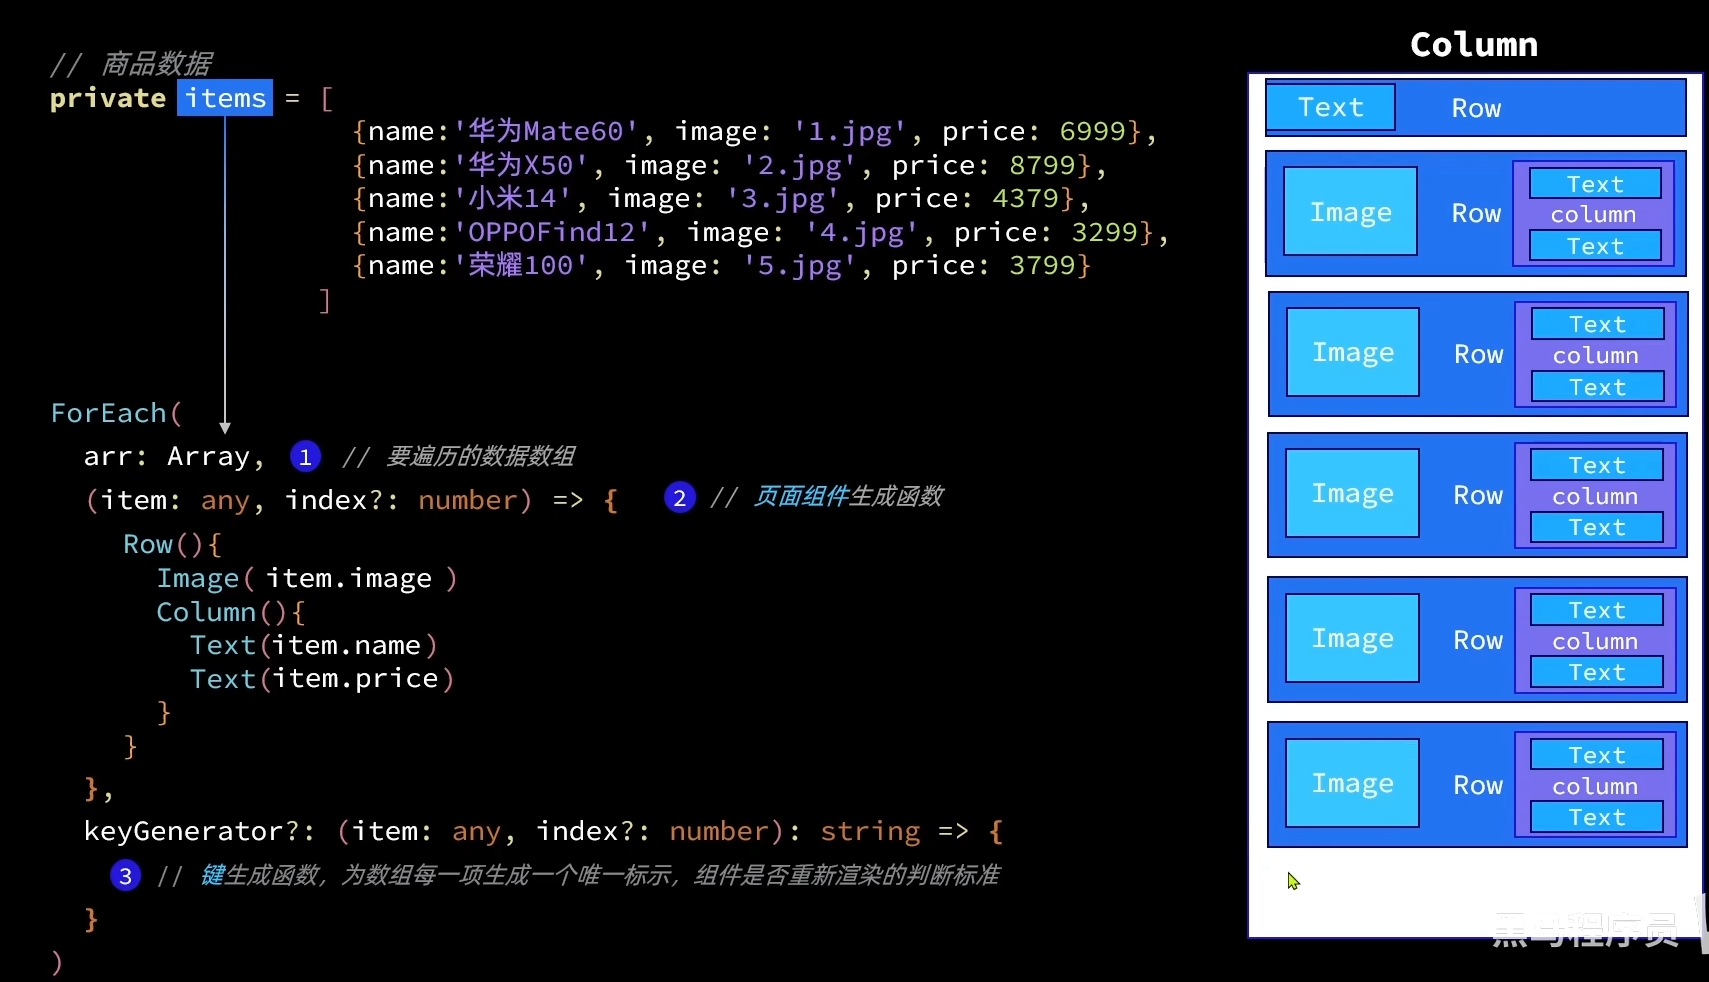 // 商品数据
private items = [
{name:'华为Mate60', image: '1.jpg', price: 6999},
{name:'华为X50', image: '2.jpg', price: 8799},
{name:'小米14', image: '3.jpg', price: 4379},
{name:'OPPOFind12', image: '4.jpg', price: 3299},
{name:'荣耀100', image: '5.jpg', price: 3799}
]
ForEach(
arr: Array, 1 // 要遍历的数据数组
(item: any, index?: number) => { 2 // 页面组件生成函数
Row(){
Image( item.image )
Column(){
Text(item.name)
Text(item.price)
}
}
},
keyGenerator?: (item: any, index?: number): string => {
3 // 键生成函数，为数组每一项生成一个唯一标示，组件是否重新渲染的判断标准
}
)
Column
Text Row
Text
Image Row column
Text
Text
Image Row column
Text
Text
Image Row column
Text
Text
Image Row column
Text
Text
Image Row column
Text
黑马程序员